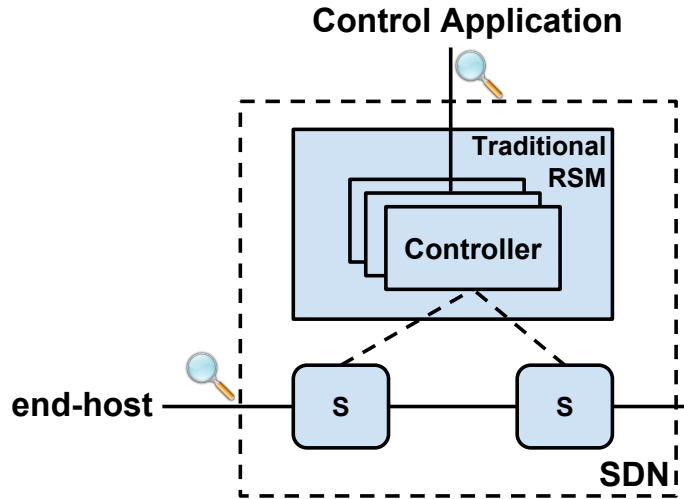 Control Application
Traditional
RSM
Controller
end-host
S
S
SDN